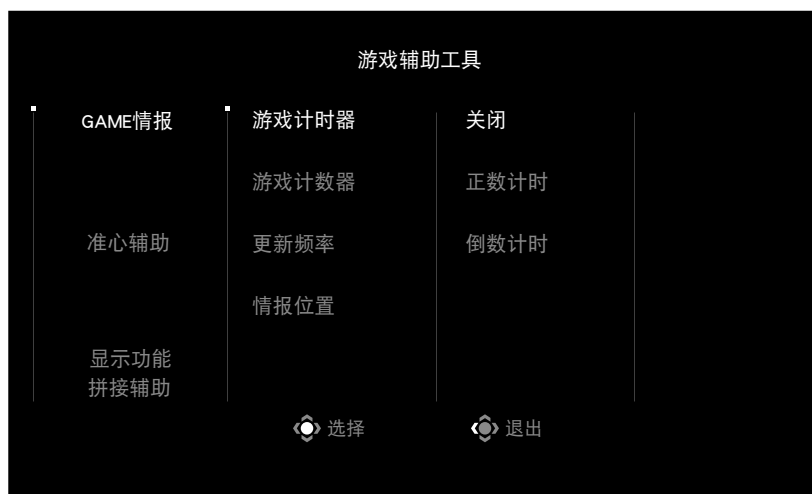 游戏辅助工具
GAME情报
游戏计时器
关闭
游戏计数器
正数计时
准心辅助
更新频率
倒数计时
情报位置
显示功能
拼接辅助
选择
退出